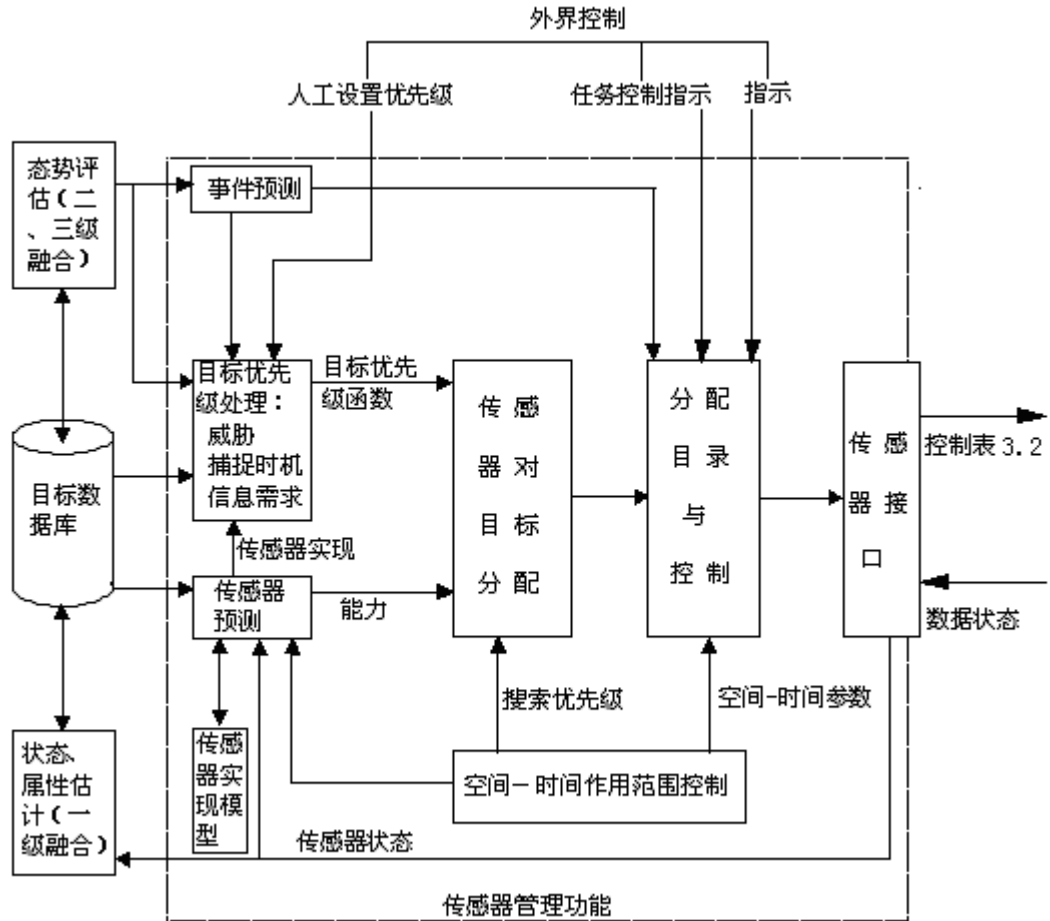 外界控制
人工设置优先级
任务控制指示
指示
态势评
估(二
、三级
融合)
事件预测
目标优先
级处理:
威胁
捕捉时机
信息需求
目标优先
级函数
传感
器对
目标
分配
分配
目录
与
控制
传感
器接
口
控制表3.2
数据状态
目标数
据库
传感器实现
传感器
预测
能力
搜索优先级
空间-时间参数
状态、
属性估
计(一
级融合)
传感
器实
现模
型
空间-时间作用范围控制
传感器状态
传感器管理功能